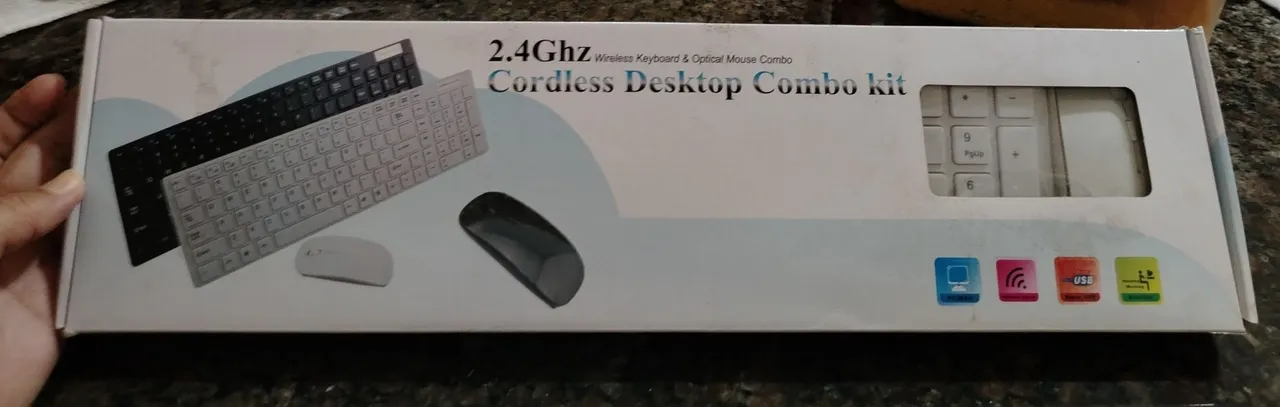 2.4Ghz Wireless Keyboard & Optical Mouse Combo
Cordless Desktop Combo kit
* -
9
PgUp +
6
USB